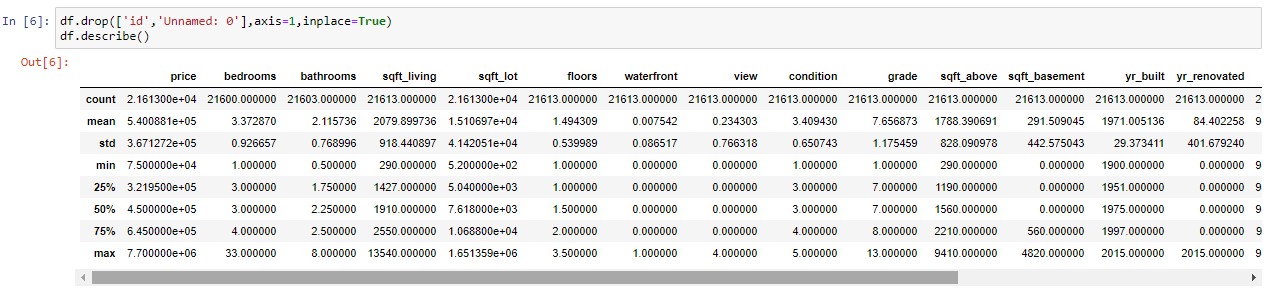 In [6]: df.drop(['id','Unnamed: 0'],axis=1,inplace=True)
df.describe()
Out[6]:
price bedrooms bathrooms sqft_living sqft_lot floors waterfront view condition grade sqft_above sqft_basement yr_built yr_renovated
count 2.161300e+04 21600.000000 21603.000000 21613.000000 2.161300e+04 21613.000000 21613.000000 21613.000000 21613.000000 21613.000000 21613.000000 21613.000000 21613.000000 21613.000000 2
mean 5.400881e+05 3.372870 2.115736 2079.899736 1.510697e+04 1.494309 0.007542 0.234303 3.409430 7.656873 1788.390691 291.509045 1971.005136 84.402258 9
std 3.671272e+05 0.926657 0.768996 918.440897 4.142051e+04 0.539989 0.086517 0.766318 0.650743 1.175459 828.090978 442.575043 29.373411 401.679240
min 7.500000e+04 1.000000 0.500000 290.000000 5.200000e+02 1.000000 0.000000 0.000000 1.000000 1.000000 290.000000 0.000000 1900.000000 0.000000 9
25% 3.219500e+05 3.000000 1.750000 1427.000000 5.040000e+03 1.000000 0.000000 0.000000 3.000000 7.000000 1190.000000 0.000000 1951.000000 0.000000 9
50% 4.500000e+05 3.000000 2.250000 1910.000000 7.618000e+03 1.500000 0.000000 0.000000 3.000000 7.000000 1560.000000 0.000000 1975.000000 0.000000 9
75% 6.450000e+05 4.000000 2.500000 2550.000000 1.068800e+04 2.000000 0.000000 0.000000 4.000000 8.000000 2210.000000 560.000000 1997.000000 0.000000 9
max 7.700000e+06 33.000000 8.000000 13540.000000 1.651359e+06 3.500000 1.000000 4.000000 5.000000 13.000000 9410.000000 4820.000000 2015.000000 2015.000000 9